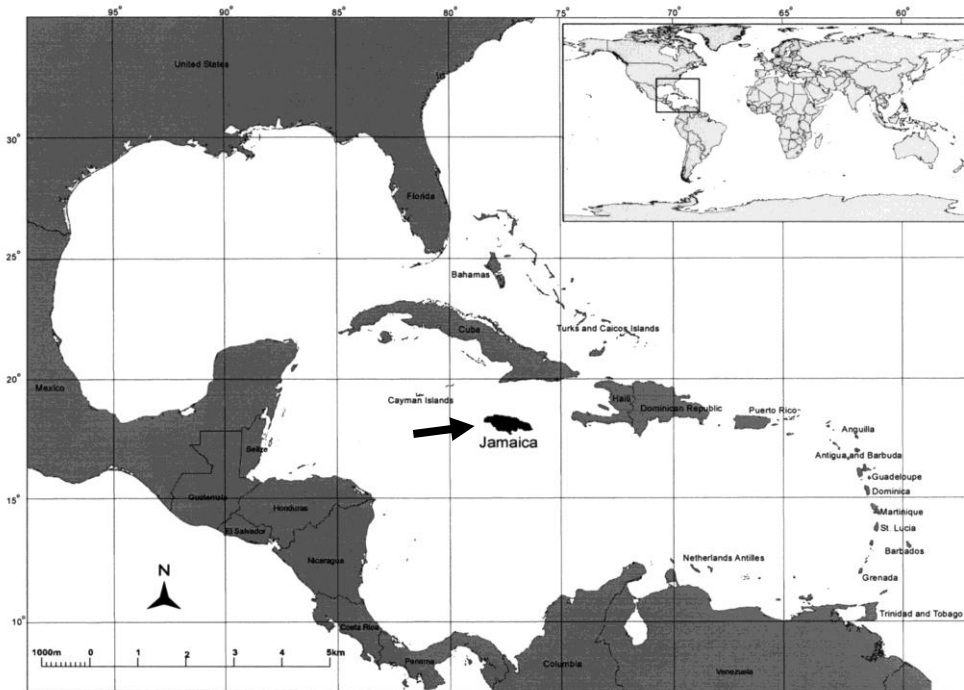 95
90
85
80
75
70
65
60
United States
30
Florida
25
Bahamas
Turks and Caicos Islands
Cuba
20
Mexico
Cayman Islands
Haiti
Dominican Republic
Puerto Rico
Jamaica
Anguilla
Belize
Antigua and Barbuda
Guadeloupe
Guatemala
15°
Honduras
Dominica
Martinique
El Salvador
St. Lucia
Nicaragua
Netherlands Antilles
Barbados
N
Grenada
10°
Costa Rica
Trinidad and Tobago
1000m 0 1 2 3 4 5km
Panama
Columbia
Venezuela